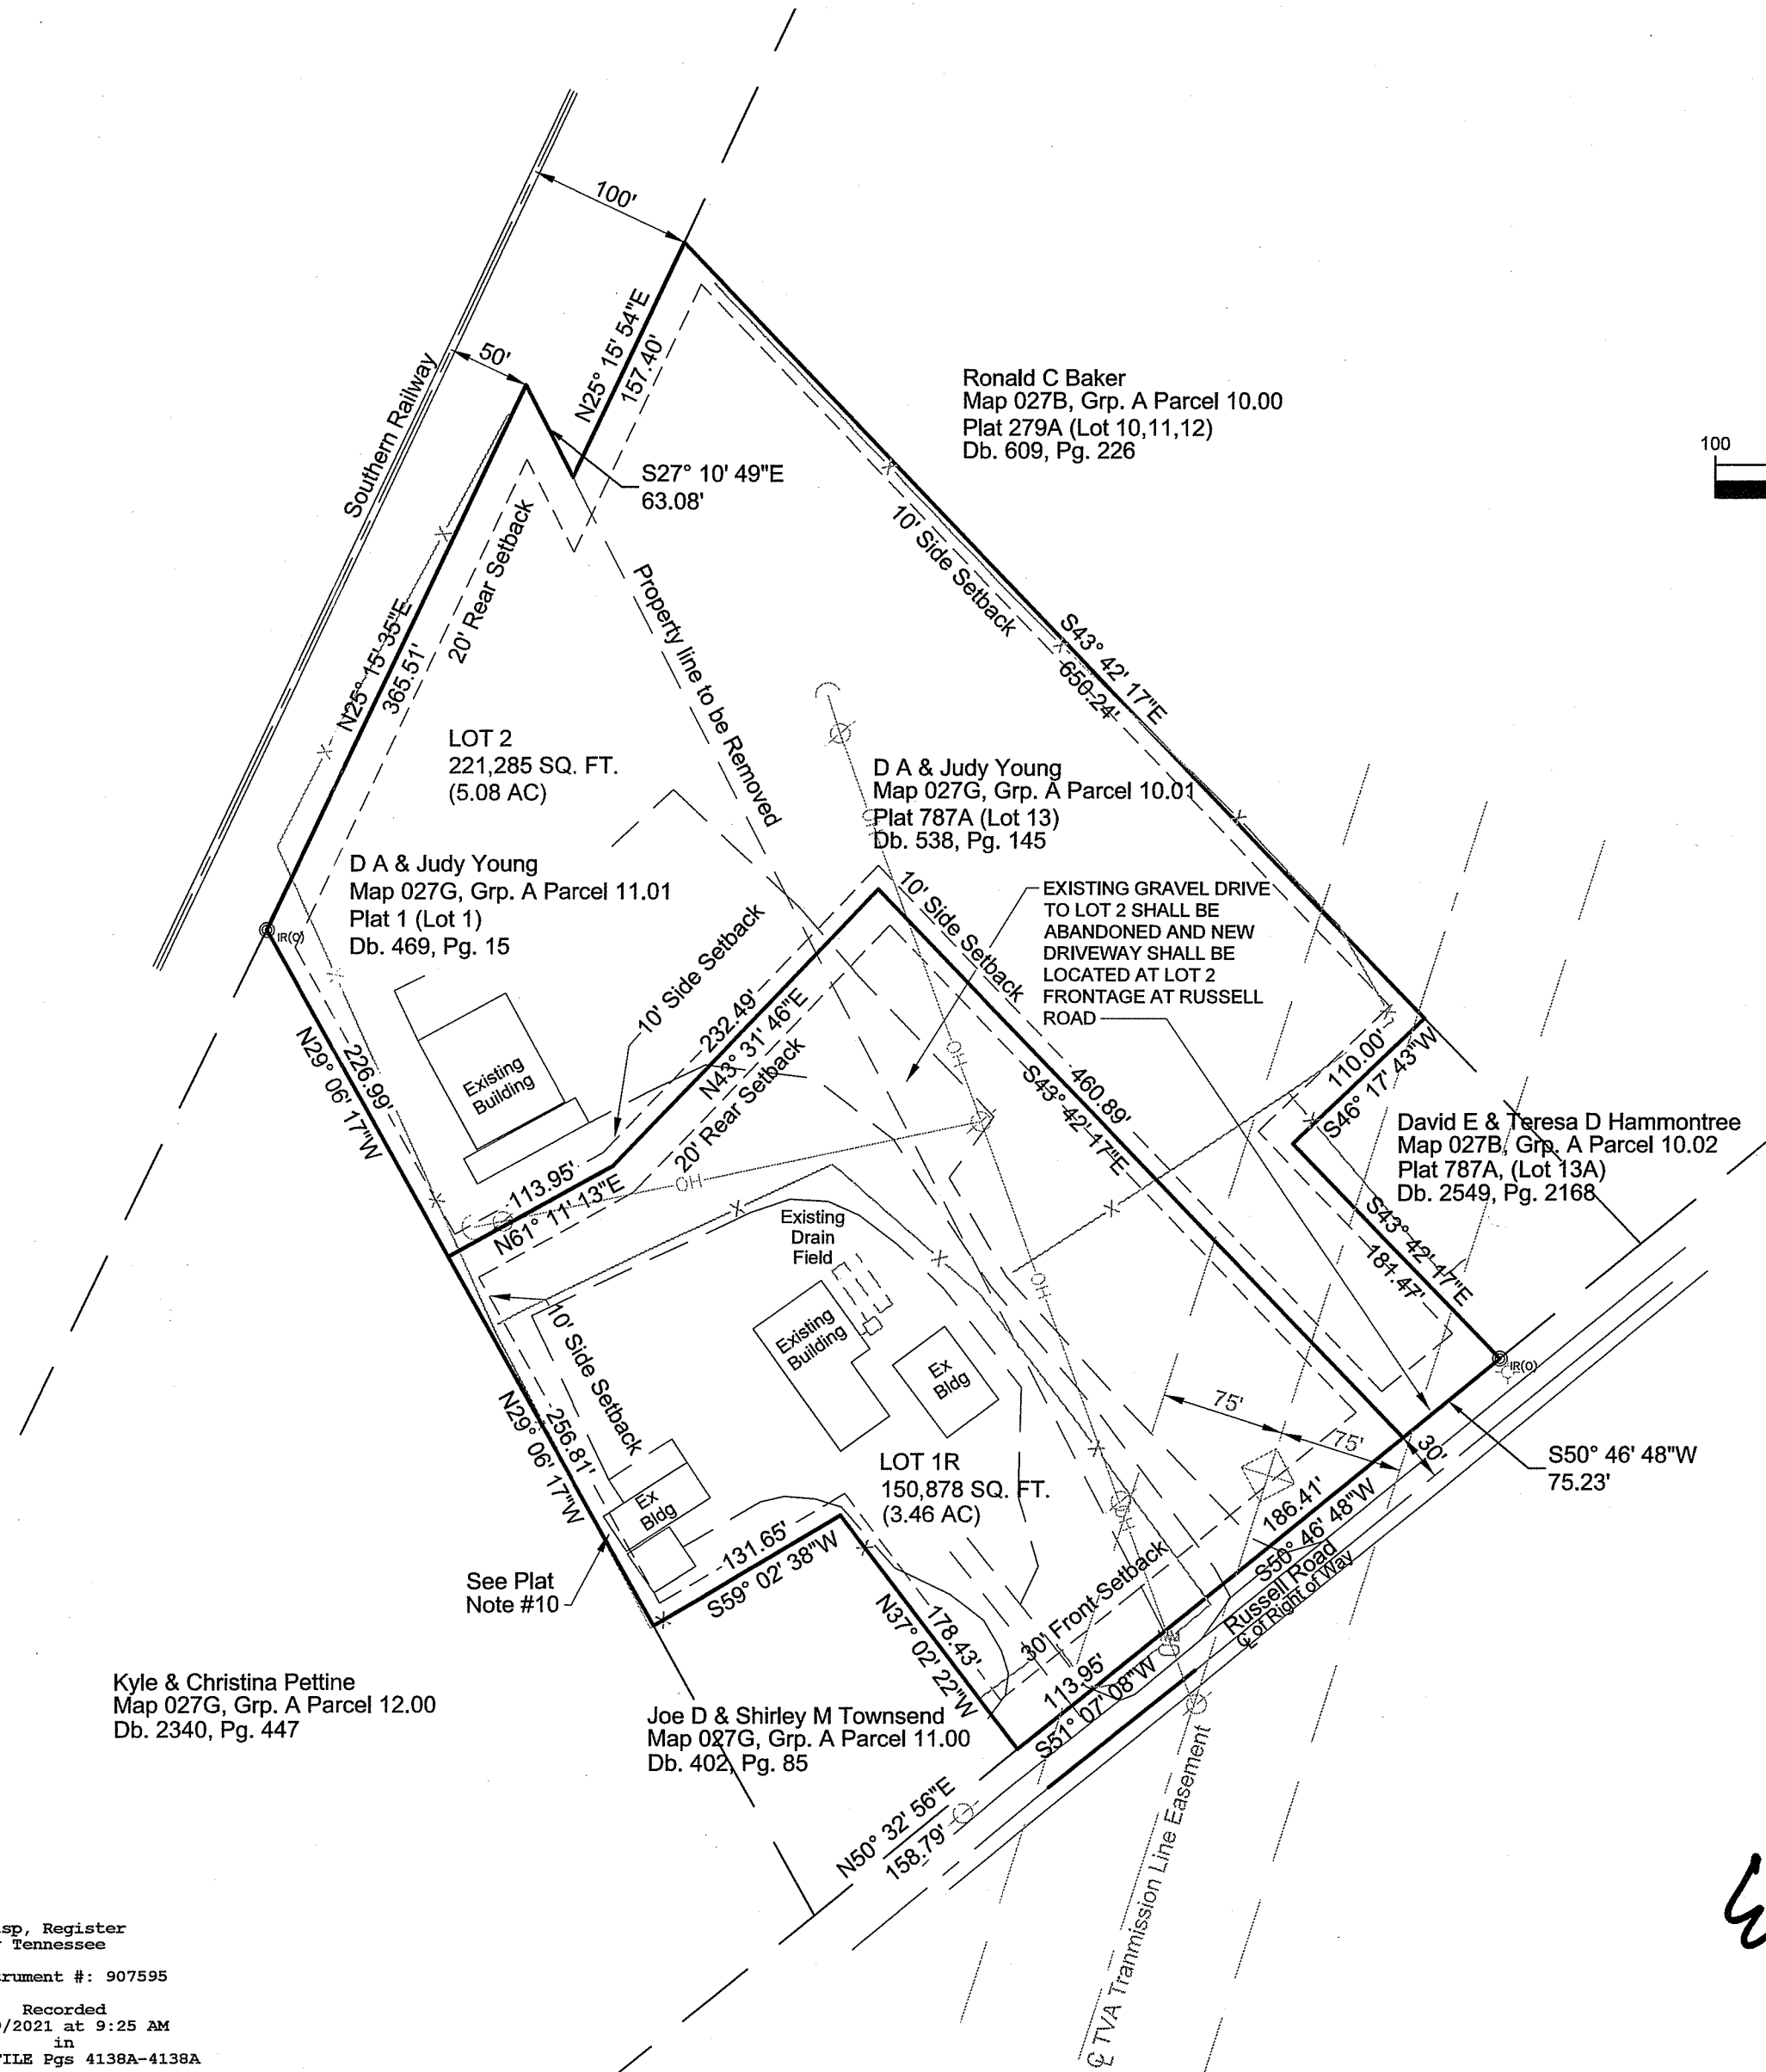 100'
50'
Southern Railway
N25° 15' 54"E
157.40'
S27° 10' 49"E
63.08'
Ronald C Baker
Map 027B, Grp. A Parcel 10.00
Plat 279A (Lot 10,11,12)
Db. 609, Pg. 226
100
10' Side Setback
S43° 42' 17"E
650.24'
N25° 15' 35"E
365.51'
20' Rear Setback
Property line to be Removed
LOT 2
221,285 SQ. FT.
(5.08 AC)
D A & Judy Young
Map 027G, Grp. A Parcel 10.01
Plat 787A (Lot 13)
Db. 538, Pg. 145
D A & Judy Young
Map 027G, Grp. A Parcel 11.01
Plat 1 (Lot 1)
Db. 469, Pg. 15
IR(O)
EXISTING GRAVEL DRIVE
TO LOT 2 SHALL BE
ABANDONED AND NEW
DRIVEWAY SHALL BE
LOCATED AT LOT 2
FRONTAGE AT RUSSELL
ROAD
10' Side Setback
10' Side Setback
232.49'
N43° 31' 46"E
20' Rear Setback
226.99'
N29° 06' 17"W
Existing
Building
OH
OH
460.89'
S43° 42' 17"E
110.00'
S46° 17' 43"W
David E & Teresa D Hammontree
Map 027B, Grp. A Parcel 10.02
Plat 787A, (Lot 13A)
Db. 2549, Pg. 2168
113.95'
N61° 11' 13"E
OH
Existing
Drain
Field
OH
S43° 42' 17"E
181.47'
10' Side Setback
Existing
Building
Ex
Bldg
IR(O)
256.81'
N29° 06' 17"W
75'
75'
30'
S50° 46' 48"W
75.23'
LOT 1R
150,878 SQ. FT.
(3.46 AC)
Ex
Bldg
OH
186.41'
S50° 46' 48"W
Russell Road
℄ of Right of Way
131.65'
S59° 02' 38"W
See Plat
Note #10
178.43'
N37° 02' 22"W
30' Front Setback
113.95'
S51° 07' 08"W
Kyle & Christina Pettine
Map 027G, Grp. A Parcel 12.00
Db. 2340, Pg. 447
Joe D & Shirley M Townsend
Map 027G, Grp. A Parcel 11.00
Db. 402, Pg. 85
N50° 32' 56"E
158.79'
℄ TVA Tranmission Line Easement
sp, Register
Tennessee
rument #: 907595
Recorded
/2021 at 9:25 AM
in
ILE Pgs 4138A-4138A